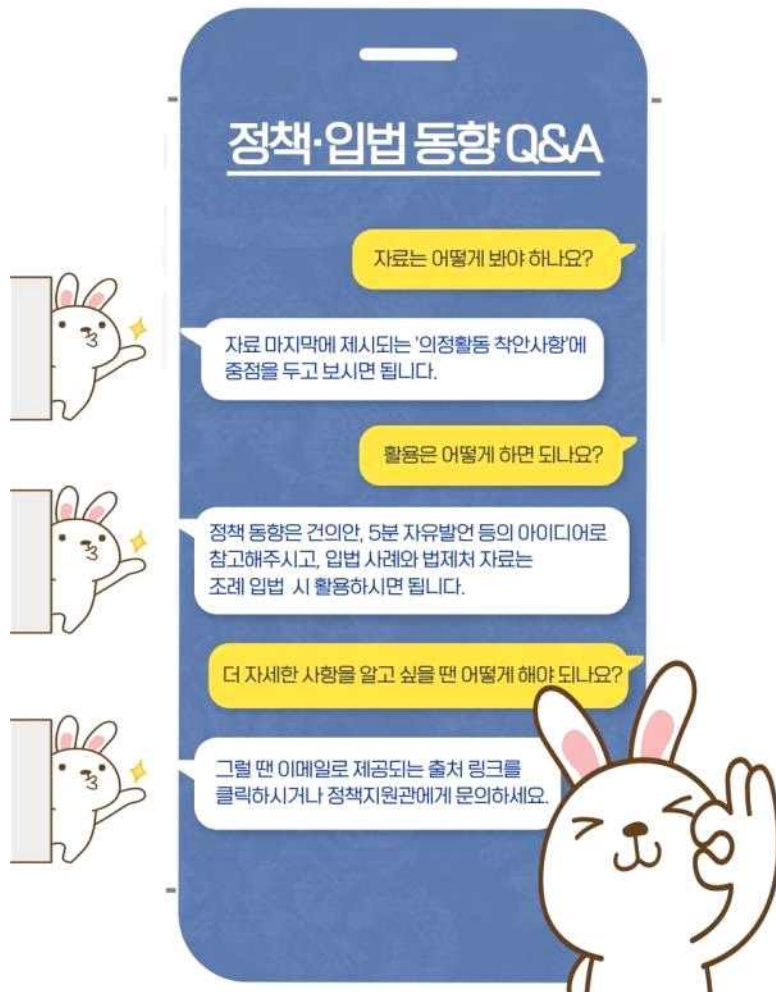 정책·입법 동향 Q&A
자료는 어떻게 봐야 하나요?
자료 마지막에 제시되는 '의정활동 착안사항'에
중점을 두고 보시면 됩니다.
활용은 어떻게 하면 되나요?
정책 동향은 건의안, 5분 자유발언 등의 아이디어로
참고해주시고, 입법 사례와 법제처 자료는
조례 입법 시 활용하시면 됩니다.
더 자세한 사항을 알고 싶을 땐 어떻게 해야 되나요?
그럴 땐 이메일로 제공되는 출처 링크를
클릭하시거나 정책지원관에게 문의하세요.